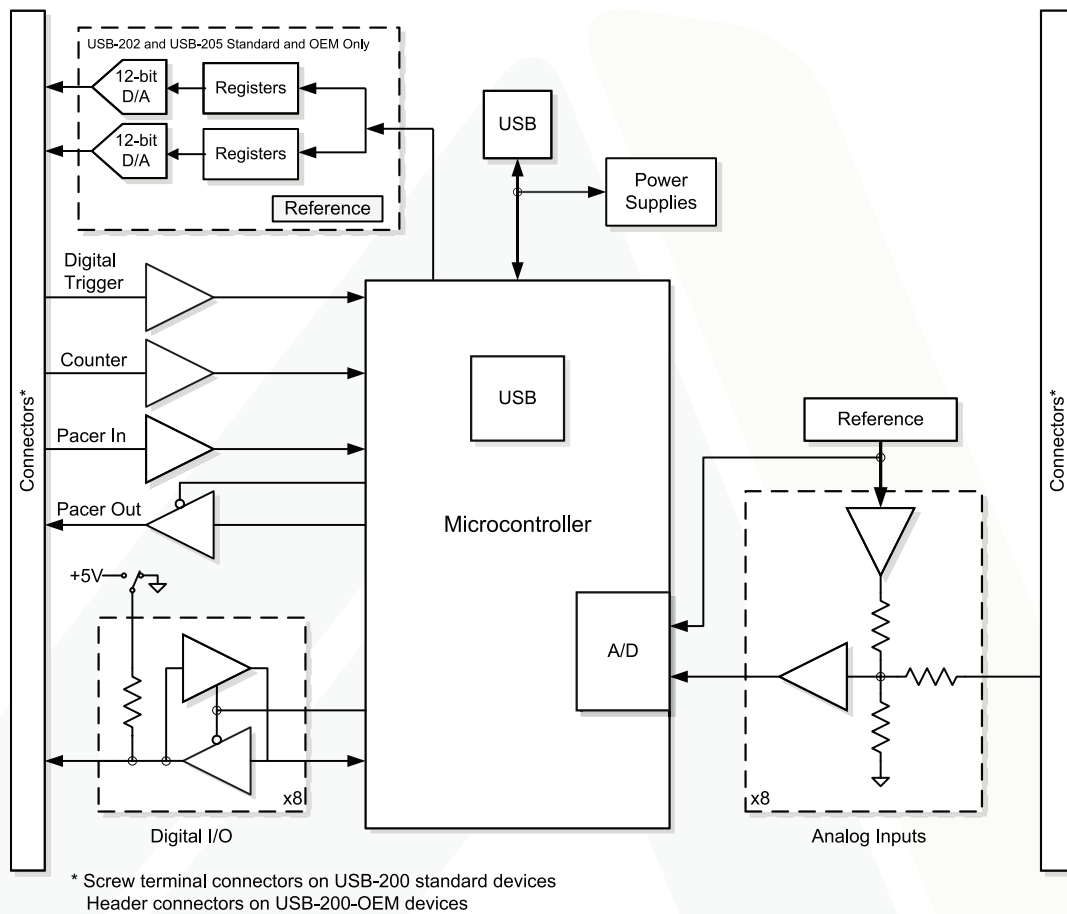 USB-202 and USB-205 Standard and OEM Only
12-bit
D/A
Registers
12-bit
D/A
Registers
Reference
USB
Power
Supplies
Digital
Trigger
Counter
Pacer In
Pacer Out
Connectors*
+5V
x8
Digital I/O
USB
Microcontroller
A/D
Reference
x8
Analog Inputs
Connectors*
* Screw terminal connectors on USB-200 standard devices
Header connectors on USB-200-OEM devices